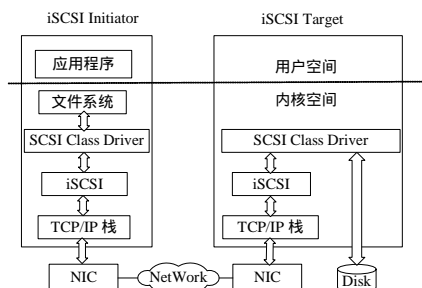 iSCSI Initiator
iSCSI Target
应用程序
用户空间
文件系统
内核空间
SCSI Class Driver
SCSI Class Driver
iSCSI
iSCSI
TCP/IP 栈
TCP/IP 栈
NIC
NetWork
NIC
Disk